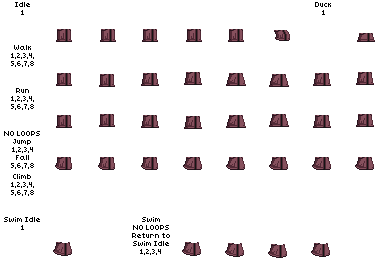 Idle
1
Duck
1
Walk
1,2,3,4,
5,6,7,8
Run
1,2,3,4,
5,6,7,8
NO LOOPS
Jump
1,2,3,4
Fall
5,6,7,8
Climb
1,2,3,4,
5,6,7,8
Swim Idle
1
Swim
NO LOOPS
Return to
Swim Idle
1,2,3,4